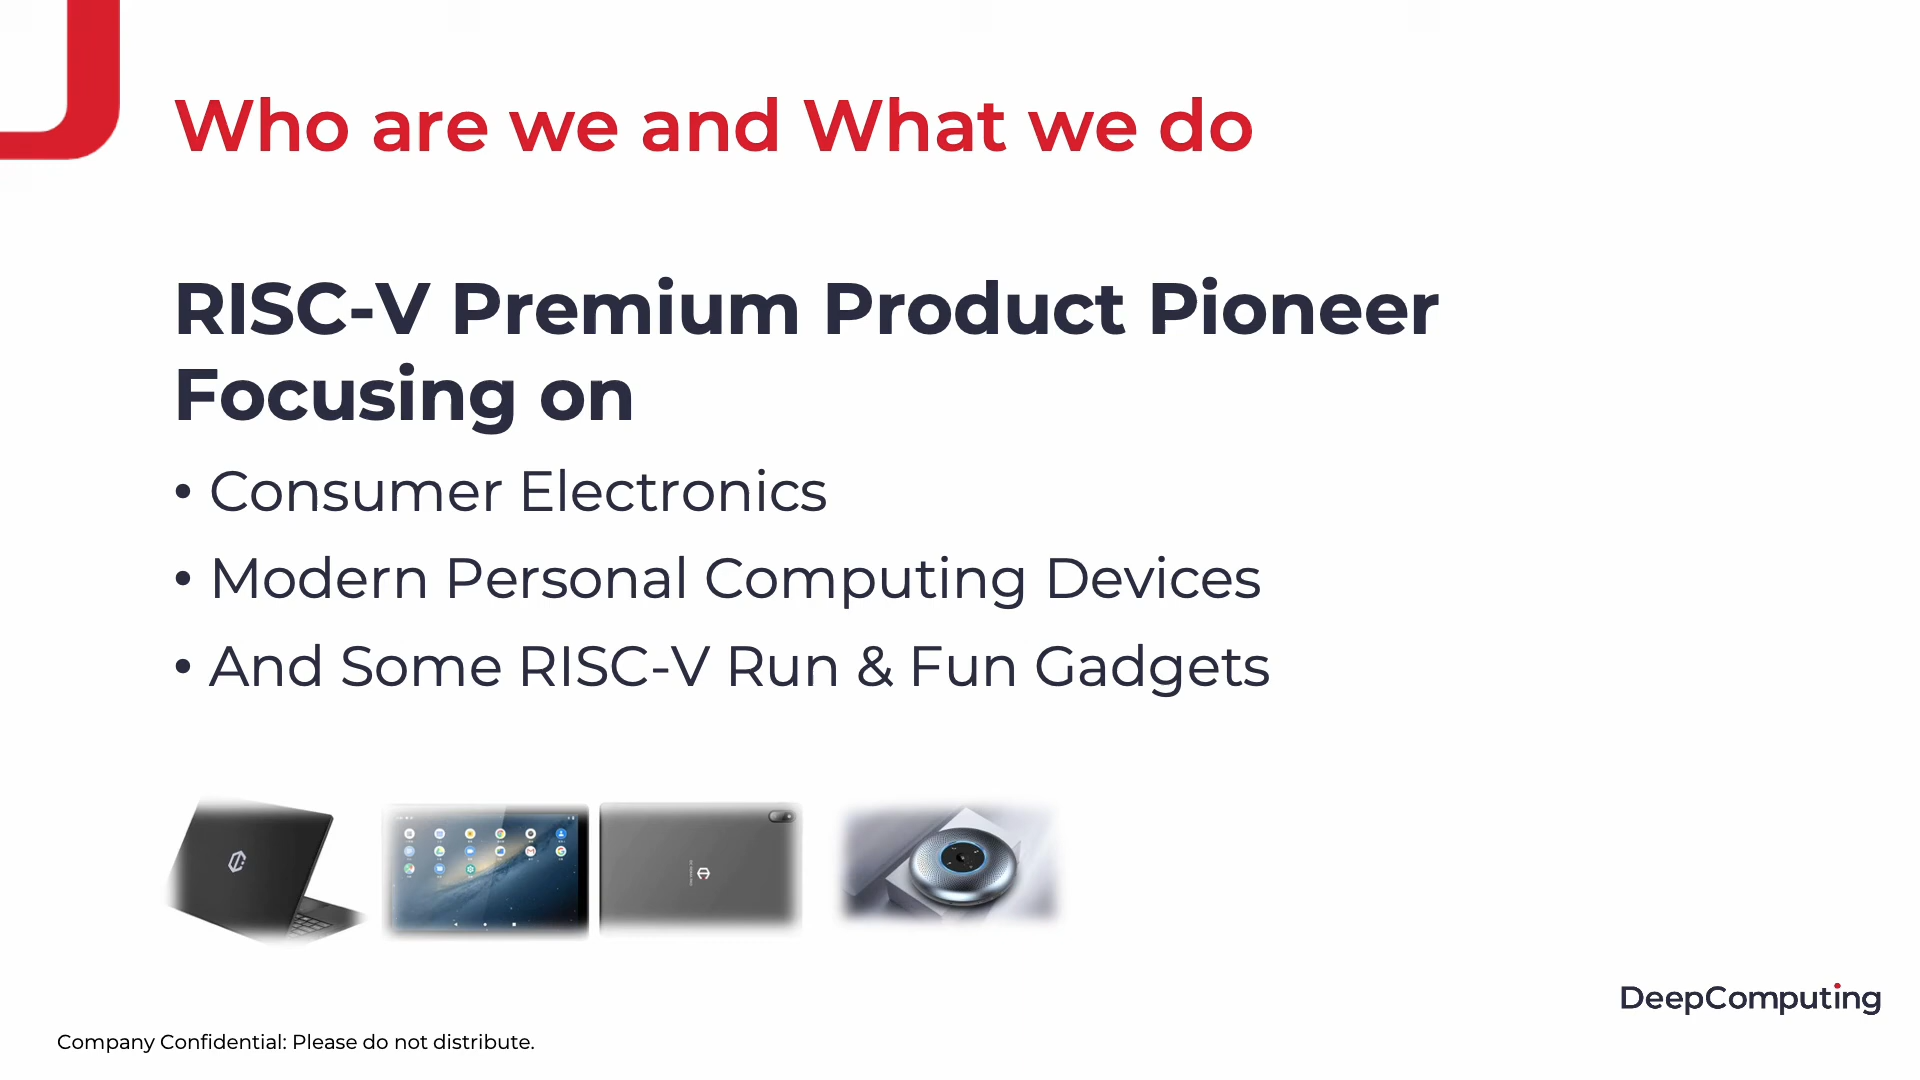 Who are we and What we do
RISC-V Premium Product Pioneer
Focusing on
• Consumer Electronics
• Modern Personal Computing Devices
• And Some RISC-V Run & Fun Gadgets
DeepComputing
Company Confidential: Please do not distribute.